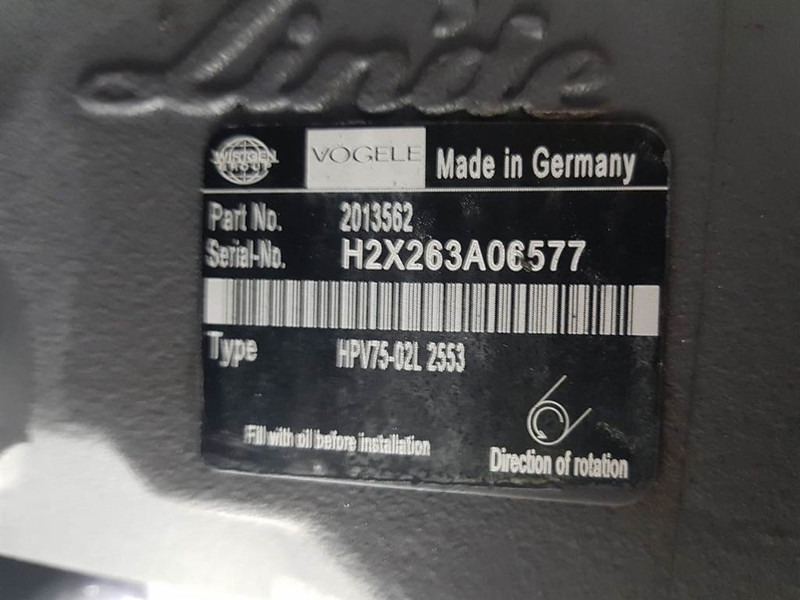 Linde
WIRTGEN
GROUP
VÖGELE
Made in Germany
Part No. 2013562
Serial-No. H2X263A06577
Type HPV75-02L 2553
Fill with oil before installation
Direction of rotation